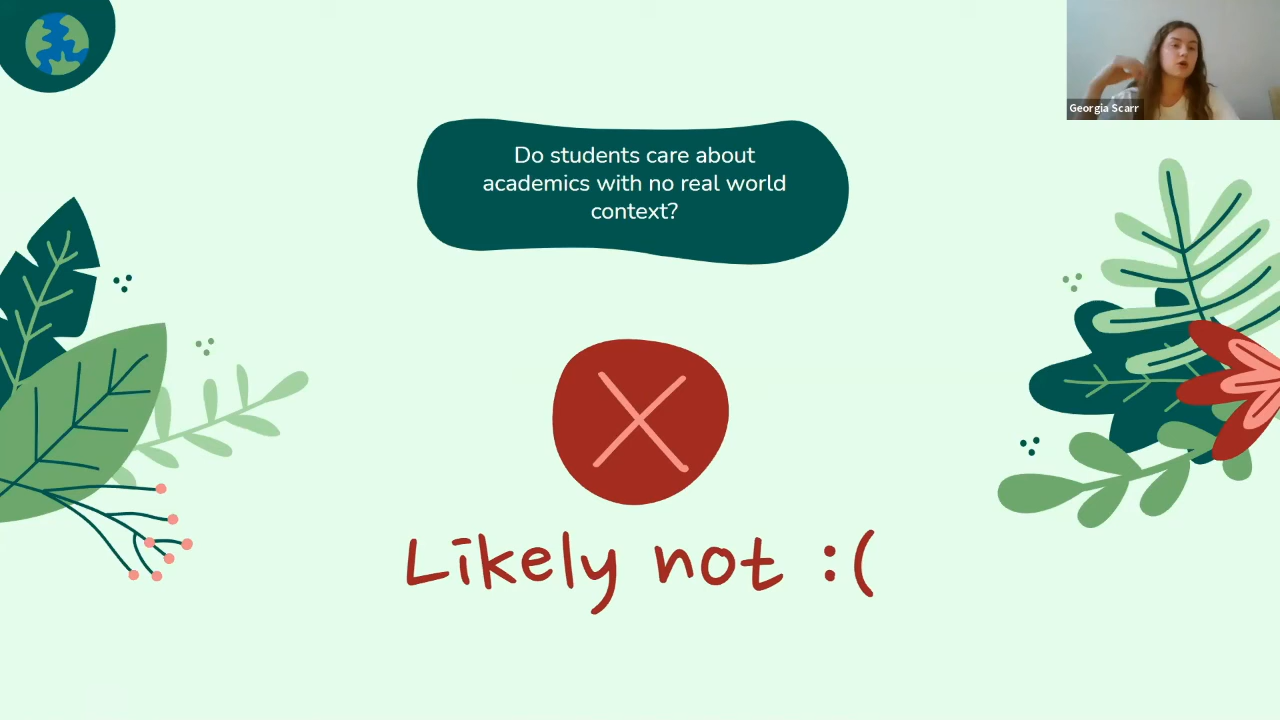 Georgia Scarr
Do students care about
academics with no real world
context?
Likely not :(